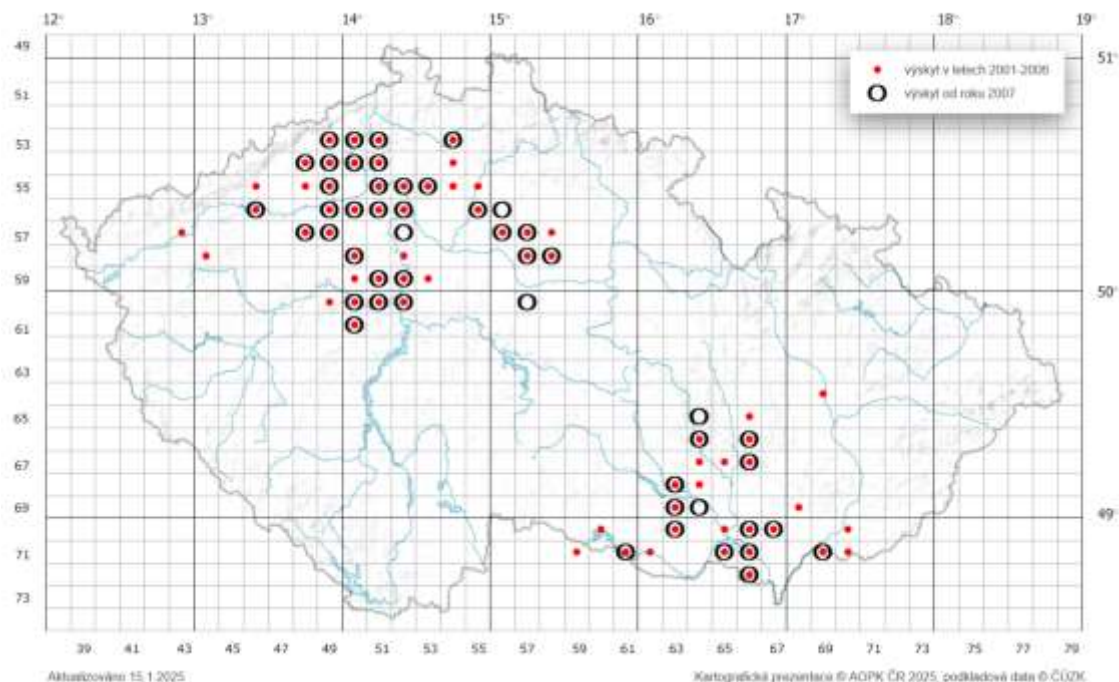 12° 13° 14° 15° 16° 17° 18° 19°
49
51°
výskyt v letech 2001-2006
51
výskyt od roku 2007
53
55
57
59
50°
61
63
65
67
69
49°
71
73
39 41 43 45 47 49 51 53 55 57 59 61 63 65 67 69 71 73 75 77 79
Aktualizováno 15.1.2025
Kartografická prezentace © AOPK ČR 2025, podkladová data © ČÚZK